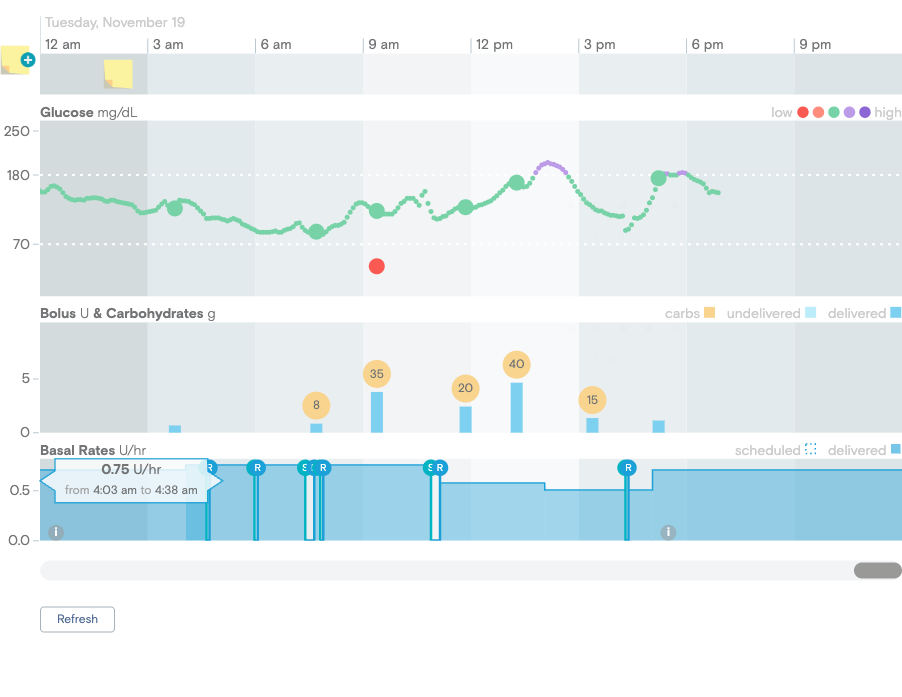 Tuesday, November 19
12 am 3 am 6 am 9 am 12 pm 3 pm 6 pm 9 pm
Glucose mg/dL low high
250
180
70
Bolus U & Carbohydrates g carbs undelivered delivered
5
0
8 35 20 40 15
Basal Rates U/hr scheduled delivered
0.75 U/hr
from 4:03 am to 4:38 am
R R S R S R R
0.5
0.0
i i
Refresh